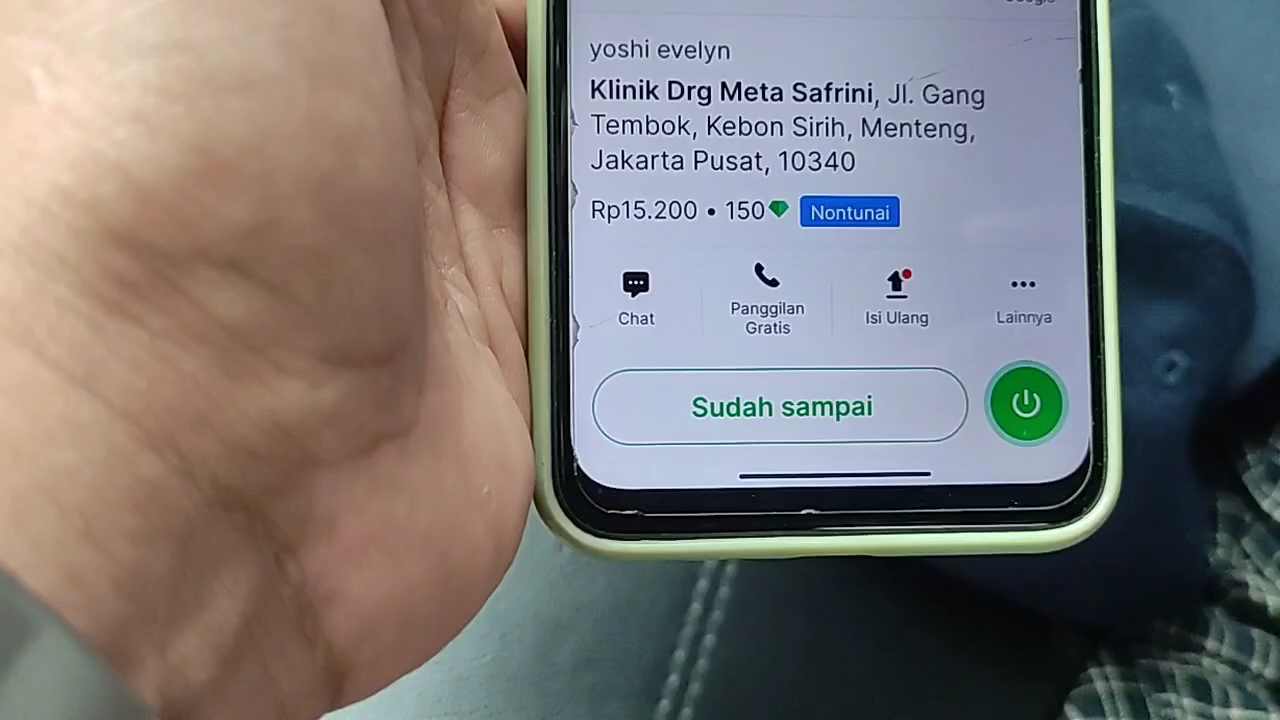 yoshi evelyn
Klinik Drg Meta Safrini, Jl. Gang
Tembok, Kebon Sirih, Menteng,
Jakarta Pusat, 10340
Rp15.200 • 150 Nontunai
Chat
Panggilan
Gratis
Isi Ulang
Lainnya
Sudah sampai